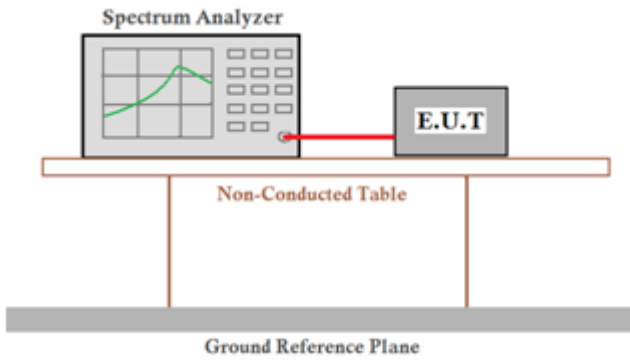 Spectrum Analyzer
E.U.T
Non-Conducted Table
Ground Reference Plane